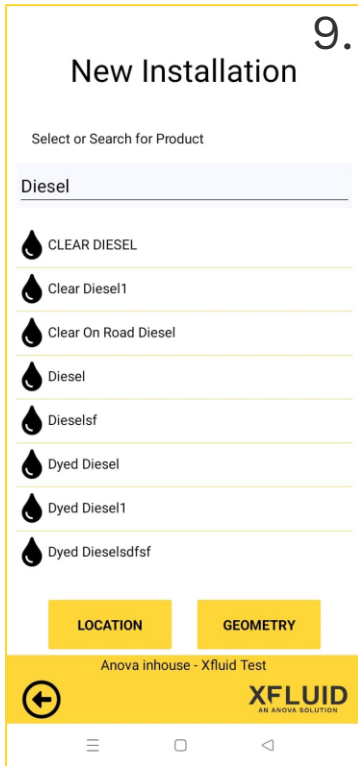 9.
New Installation
Select or Search for Product
Diesel
CLEAR DIESEL
Clear Diesel1
Clear On Road Diesel
Diesel
Dieselsf
Dyed Diesel
Dyed Diesel1
Dyed Dieselsdfsf
LOCATION
GEOMETRY
Anova inhouse - Xfluid Test
XFLUID
AN ANOVA SOLUTION